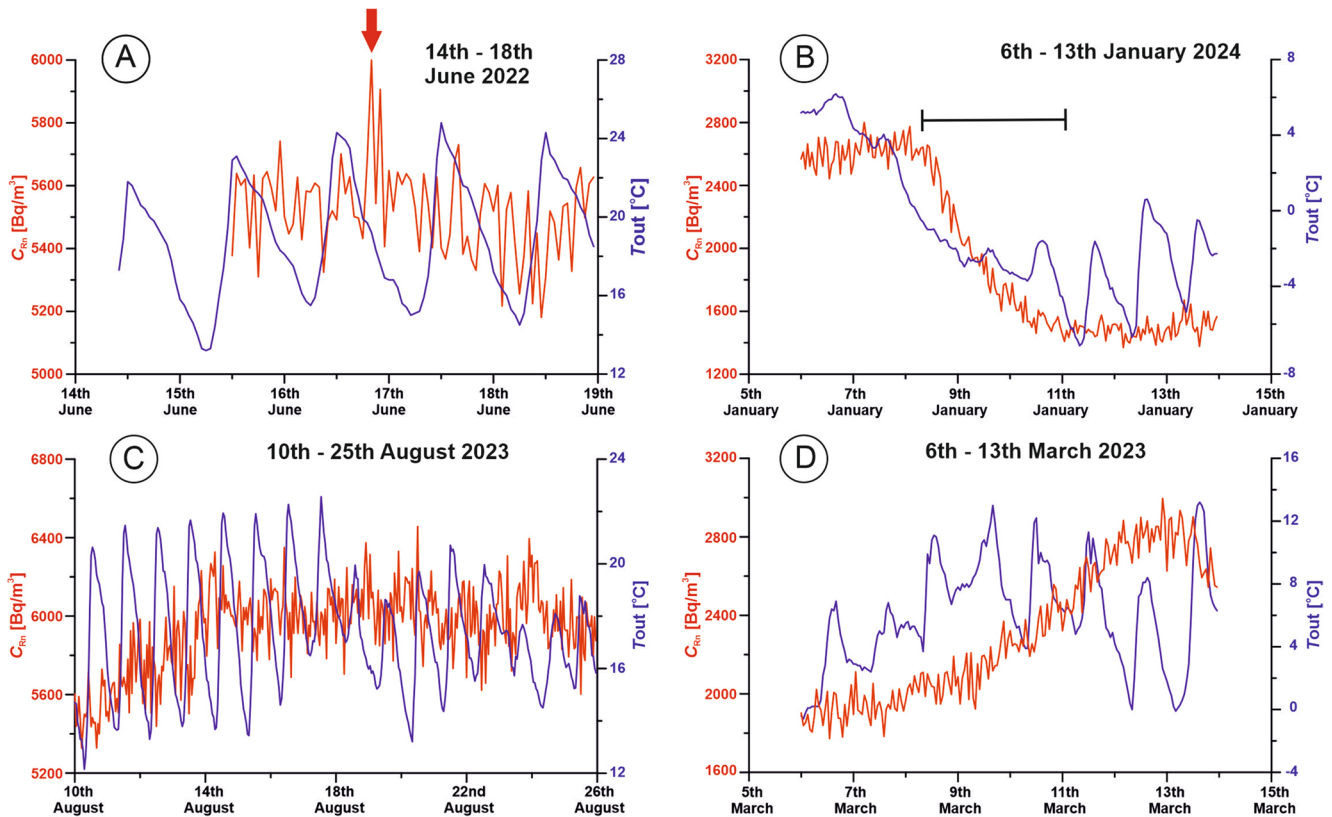 A
14th - 18th
June 2022
6000
5800
5600
5400
5200
5000
C_Rn [Bq/m³]
28
24
20
16
12
Tout [°C]
14th
June
15th
June
16th
June
17th
June
18th
June
19th
June
B
6th - 13th January 2024
3200
2800
2400
2000
1600
1200
C_Rn [Bq/m³]
8
4
0
-4
-8
Tout [°C]
5th
January
7th
January
9th
January
11th
January
13th
January
15th
January
C
10th - 25th August 2023
6800
6400
6000
5600
5200
C_Rn [Bq/m³]
24
20
16
12
Tout [°C]
10th
August
14th
August
18th
August
22nd
August
26th
August
D
6th - 13th March 2023
3200
2800
2400
2000
1600
C_Rn [Bq/m³]
16
12
8
4
0
-4
Tout [°C]
5th
March
7th
March
9th
March
11th
March
13th
March
15th
March